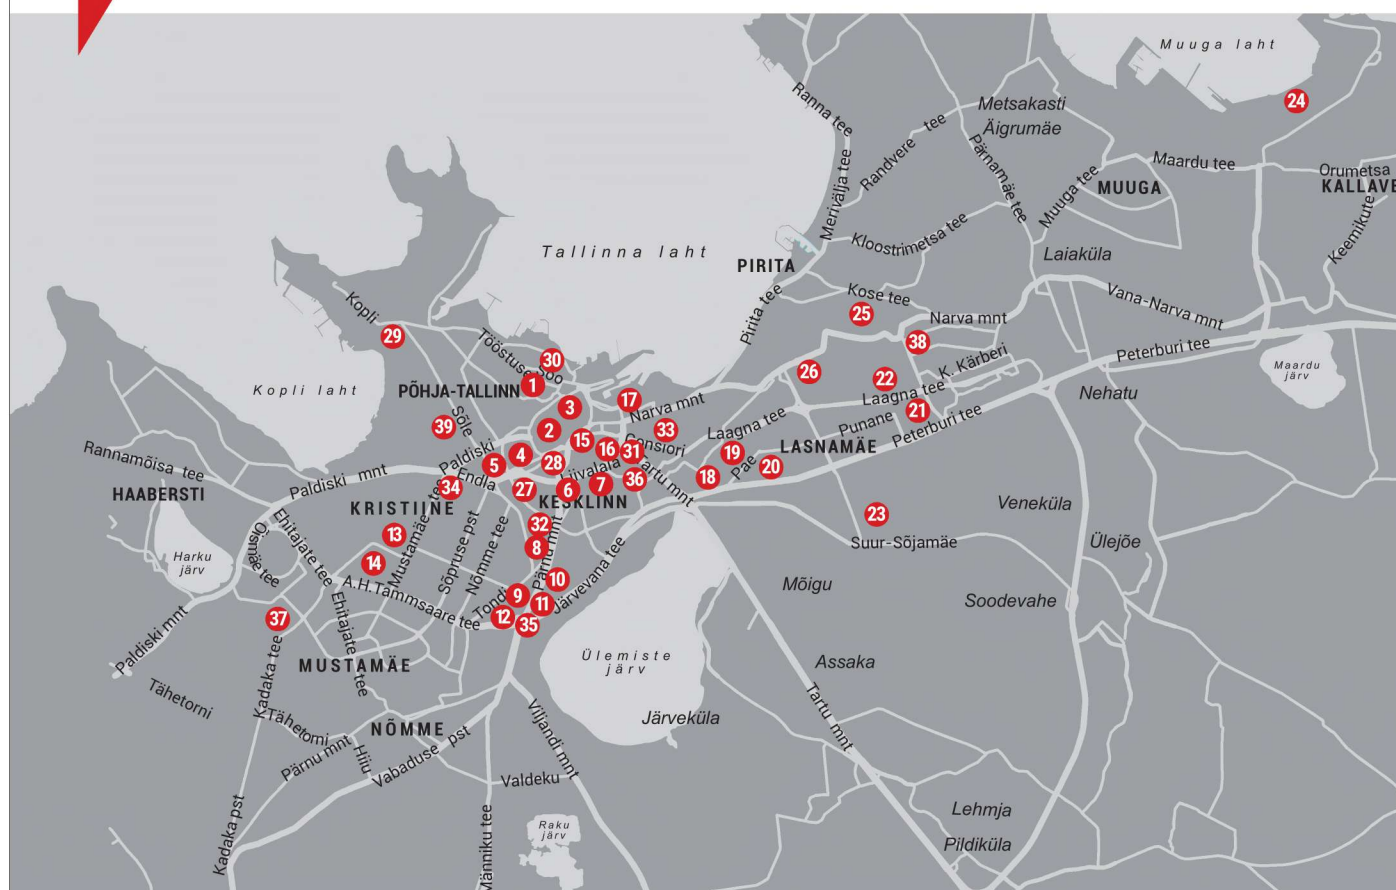 Muuga laht
24
Ranna tee
Metsakasti
Äigrumäe
Randvere tee
Pärnamäe tee
Maardu tee
Orumetsa
KALLAVE
Muuga tee
MUUGA
Merivälja tee
Kloostrimetsa tee
Keemikute
Tallinna laht
PIRITA
Laiaküla
Kose tee
Vana-Narva mnt
Pirita tee
25
Narva mnt
Kopli
29
Tööstuse
Soo
30
38
Peterburi tee
K. Kärberi
Maardu
järv
Kopli laht
PÕHJA-TALLINN
1
26
22
Laagna tee
Nehatu
3
17
Narva mnt
21
Punane
Peterburi tee
39
Sõle
2
33
Laagna tee
LASNAMÄE
15
16
31
Gonsiori
Rannamõisa tee
Paldiski mnt
Paldiski
4
5
28
Liivalaia
Tartu mnt
19
Pae
20
18
HAABERSTI
34
Endla
27
6
7
36
KESKLINN
KRISTIINE
Veneküla
23
Suur-Sõjamäe
Ülejõe
Ehitajate tee
Õismäe tee
13
14
Mustamäe tee
Sõpruse pst
Nõmme tee
32
8
Pärnu mnt
Järvevana tee
Harku
järv
A.H.Tammsaare tee
Tondi
9
10
11
12
35
Mõigu
Soodevahe
37
Ehitajate tee
Paldiski mnt
Kadaka tee
MUSTAMÄE
Ülemiste
järv
Assaka
Tähetorni
Tähetorni
Tartu mnt
Järveküla
NÕMME
Pärnu mnt
Hiiu
Vabaduse pst
Viljandi mnt
Valdeku
Kadaka pst
Männiku tee
Raku
järv
Lehmja
Pildiküla